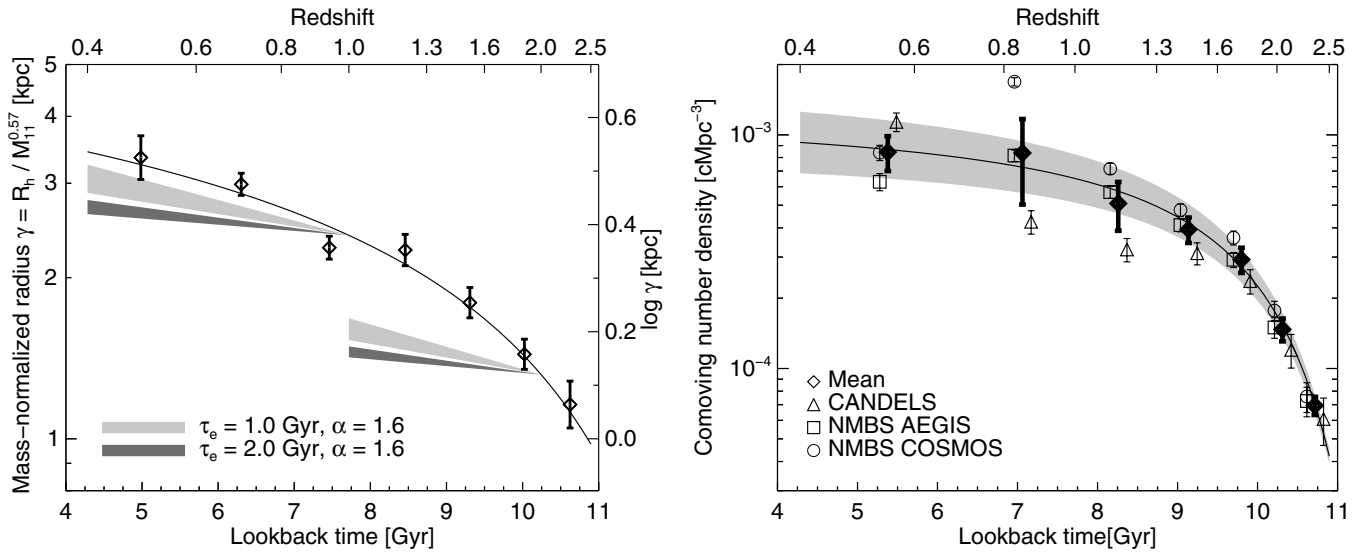 Redshift
0.4 0.6 0.8 1.0 1.3 1.6 2.0 2.5
Mass−normalized radius γ = R_h / M_11^0.57 [kpc]
5
4
3
2
1
0.6
0.4
0.2
0.0
log γ [kpc]
τ_e = 1.0 Gyr, α = 1.6
τ_e = 2.0 Gyr, α = 1.6
4 5 6 7 8 9 10 11
Lookback time[Gyr]
Redshift
0.4 0.6 0.8 1.0 1.3 1.6 2.0 2.5
Comoving number density [cMpc^−3]
10^−3
10^−4
Mean
CANDELS
NMBS AEGIS
NMBS COSMOS
4 5 6 7 8 9 10 11
Lookback time[Gyr]